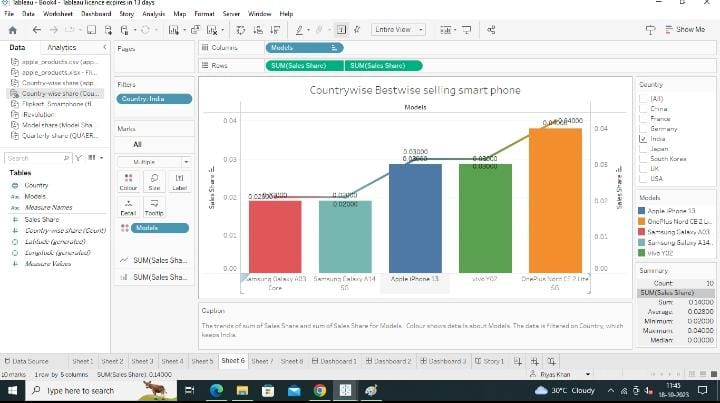 Tableau - Book4 - Tableau licence expires in 13 days
File Data Worksheet Dashboard Story Analysis Map Format Server Window Help
Entire View
Show Me
Data Analytics
apple_products.csv (app...
apple_products.xlsx - Fli...
Country-wise share (app...
Country-wise share (Cou...
Flipkart_Smartphone (fl
iRevolution
Model share (Model Sha...
Quarterly share (QUAER...
Search
Tables
Country
Models
Measure Names
Sales Share
Country-wise share (Count)
Latitude (generated)
Longitude (generated)
Measure Values
Pages
Filters
Country: India
Marks
All
Multiple
Colour Size Label
Detail Tooltip
Models
SUM(Sales Sha...
SUM(Sales Sha...
Columns Models
Rows SUM(Sales Share) SUM(Sales Share)
Countrywise Bestwise selling smart phone
Models
0.04
0.03
0.02
0.01
0.00
Sales Share
0.02000
0.02000
0.03000
0.03000
0.03000
0.03000
0.04000
0.04
0.03
0.02
0.01
0.00
Sales Share
Samsung Galaxy A03 Core
Samsung Galaxy A14 5G
Apple iPhone 13
vivo Y02
OnePlus Nord CE 2 Lite 5G
Caption
The trends of sum of Sales Share and sum of Sales Share for Models. Colour shows details about Models. The data is filtered on Country, which
keeps India.
Country
(All)
China
France
Germany
India
Japan
South Korea
UK
USA
Models
Apple iPhone 13
OnePlus Nord CE 2 Li..
Samsung Galaxy A03
Samsung Galaxy A14..
vivo Y02
Summary
Count: 10
SUM(Sales Share)
Sum: 0.14000
Average: 0.02800
Minimum: 0.02000
Maximum: 0.04000
Median: 0.03000
Data Source Sheet 1 Sheet 2 Sheet 3 Sheet 4 Sheet 5 Sheet 6 Sheet 7 Sheet 8 Dashboard 1 Dashboard 2 Dashboard 3 Story 1
10 marks 1 row by 5 columns SUM(Sales Share): 0.14000
Riyas Khan
Type here to search
30°C Cloudy
11:45
18-10-2023